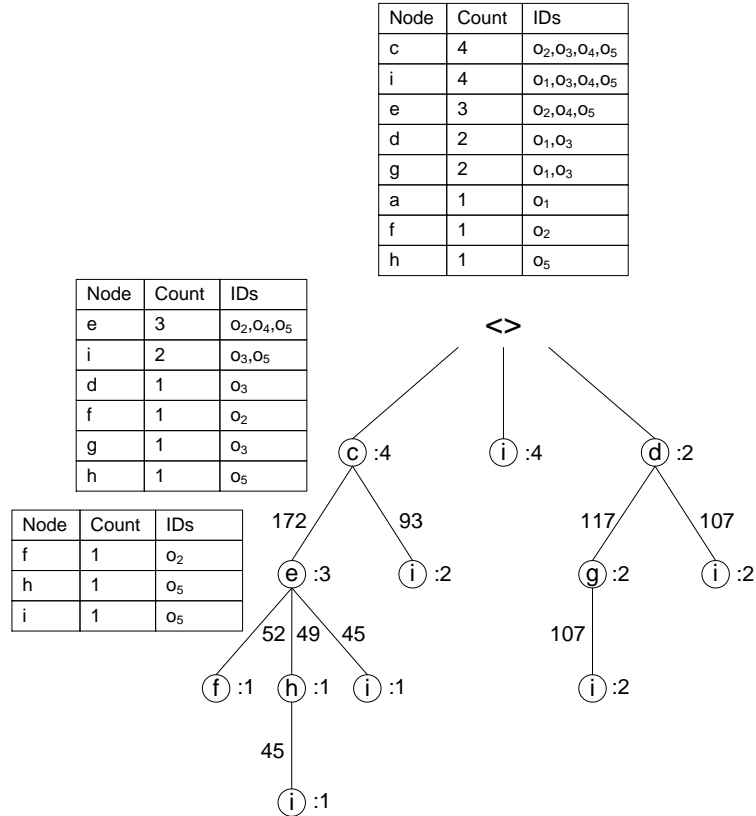 Node Count IDs
c 4 o₂,o₃,o₄,o₅
i 4 o₁,o₃,o₄,o₅
e 3 o₂,o₄,o₅
d 2 o₁,o₃
g 2 o₁,o₃
a 1 o₁
f 1 o₂
h 1 o₅
Node Count IDs
e 3 o₂,o₄,o₅
i 2 o₃,o₅
d 1 o₃
f 1 o₂
g 1 o₃
h 1 o₅
<>
c :4 i :4 d :2
Node Count IDs
f 1 o₂
h 1 o₅
i 1 o₅
172 93 117 107
e :3 i :2 g :2 i :2
52 49 45 107
f :1 h :1 i :1 i :2
45
i :1